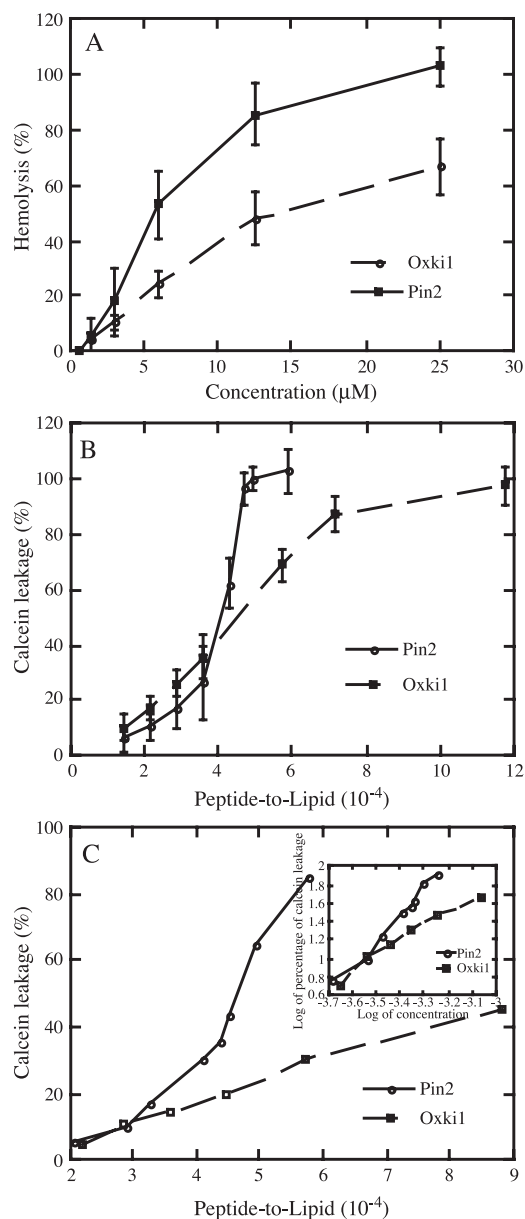 A
120
100
80
60
40
20
0
Hemolysis (%)
Oxki1
Pin2
0 5 10 15 20 25 30
Concentration (µM)
B
120
100
80
60
40
20
0
Calcein leakage (%)
Pin2
Oxki1
0 2 4 6 8 10 12
Peptide-to-Lipid (10-4)
C
100
80
60
40
20
0
Calcein leakage (%)
Log of percentage of calcein leakage
2
1.8
1.6
1.4
1.2
1
0.8
0.6
Pin2
Oxki1
-3.7 -3.6 -3.5 -3.4 -3.3 -3.2 -3.1 -3
Log of concentration
Pin2
Oxki1
2 3 4 5 6 7 8 9
Peptide-to-Lipid (10-4)